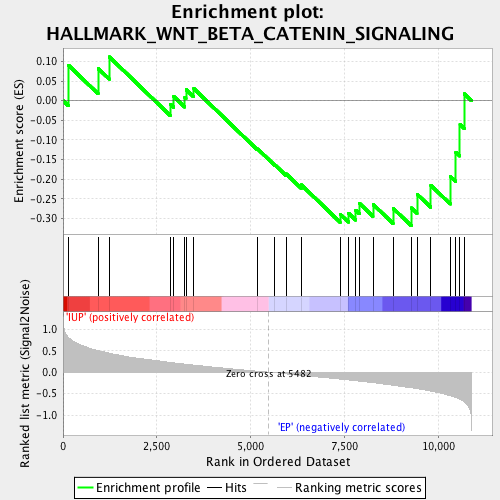 Enrichment plot:
HALLMARK_WNT_BETA_CATENIN_SIGNALING
Enrichment score (ES)
0.10
0.05
0.00
-0.05
-0.10
-0.15
-0.20
-0.25
-0.30
Ranked list metric (Signal2Noise)
'IUP' (positively correlated)
1.0
0.5
0.0
-0.5
-1.0
Zero cross at 5482
'EP' (negatively correlated)
0 2,500 5,000 7,500 10,000
Rank in Ordered Dataset
Enrichment profile Hits Ranking metric scores